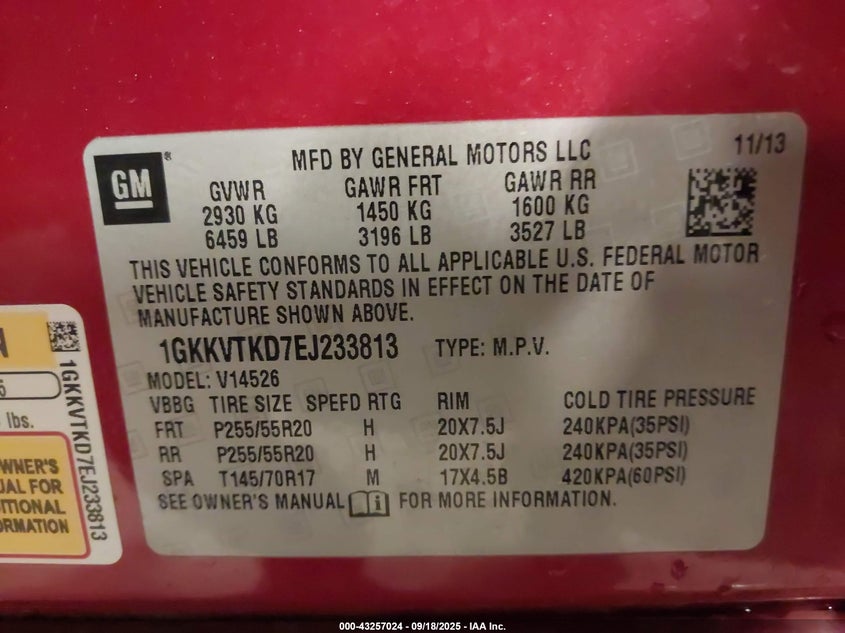 GM®
MFD BY GENERAL MOTORS LLC
11/13
GVWR GAWR FRT GAWR RR
2930 KG 1450 KG 1600 KG
6459 LB 3196 LB 3527 LB
THIS VEHICLE CONFORMS TO ALL APPLICABLE U.S. FEDERAL MOTOR
VEHICLE SAFETY STANDARDS IN EFFECT ON THE DATE OF
MANUFACTURE SHOWN ABOVE.
1GKKVTKD7EJ233813 TYPE: M.P.V.
MODEL: V14526
VBBG TIRE SIZE SPEED RTG RIM COLD TIRE PRESSURE
FRT P255/55R20 H 20X7.5J 240KPA(35PSI)
RR P255/55R20 H 20X7.5J 240KPA(35PSI)
SPA T145/70R17 M 17X4.5B 420KPA(60PSI)
SEE OWNER'S MANUAL FOR MORE INFORMATION.
lbs.
WNER'S
UAL FOR
ITIONAL
RMATION
1GKKVTKD7EJ233813
000-43257024 - 09/18/2025 - IAA Inc.